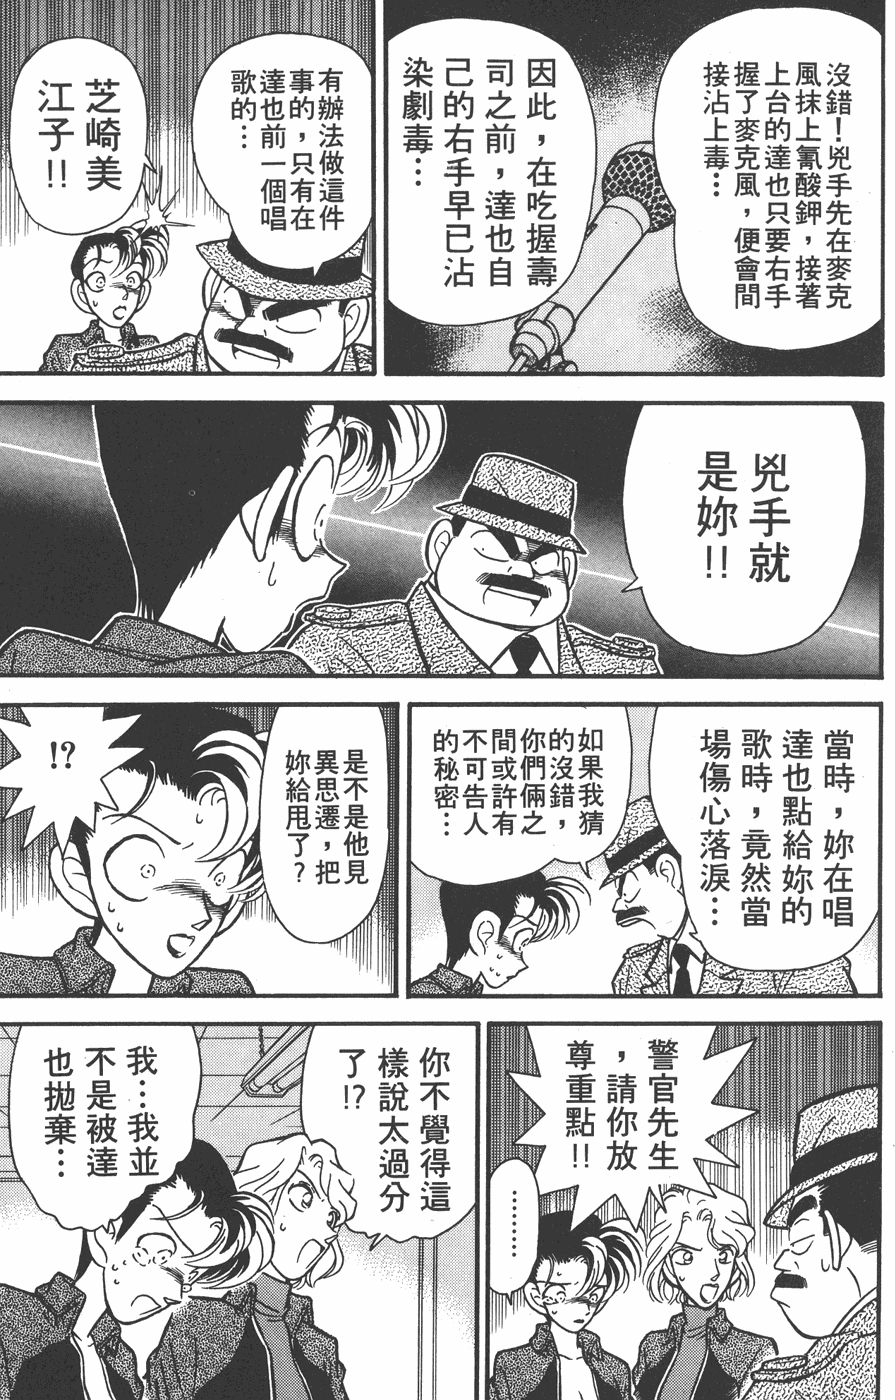 沒錯！兇手先在麥克
風抹上氰酸鉀，接著
上台的達也只要右手
握了麥克風，便會間
接沾上毒…
因此，在吃握壽
司之前，達也自
己的右手早已沾
染劇毒…
有辦法做這件
事的，只有在
達也前一個唱
歌的…
芝崎美
江子!!
兇手就
是妳!!
當時，妳在唱
達也點給妳的
歌時，竟然當
場傷心落淚…
如果我猜
的沒錯，
你們倆之
間或許有
不可告人
的秘密…
是不是他見
異思遷，把
妳給甩了？
!?
警官先生
，請你放
尊重點!!
………
你不覺得這
樣說太過分
了!?
我…我並
不是被達
也拋棄…